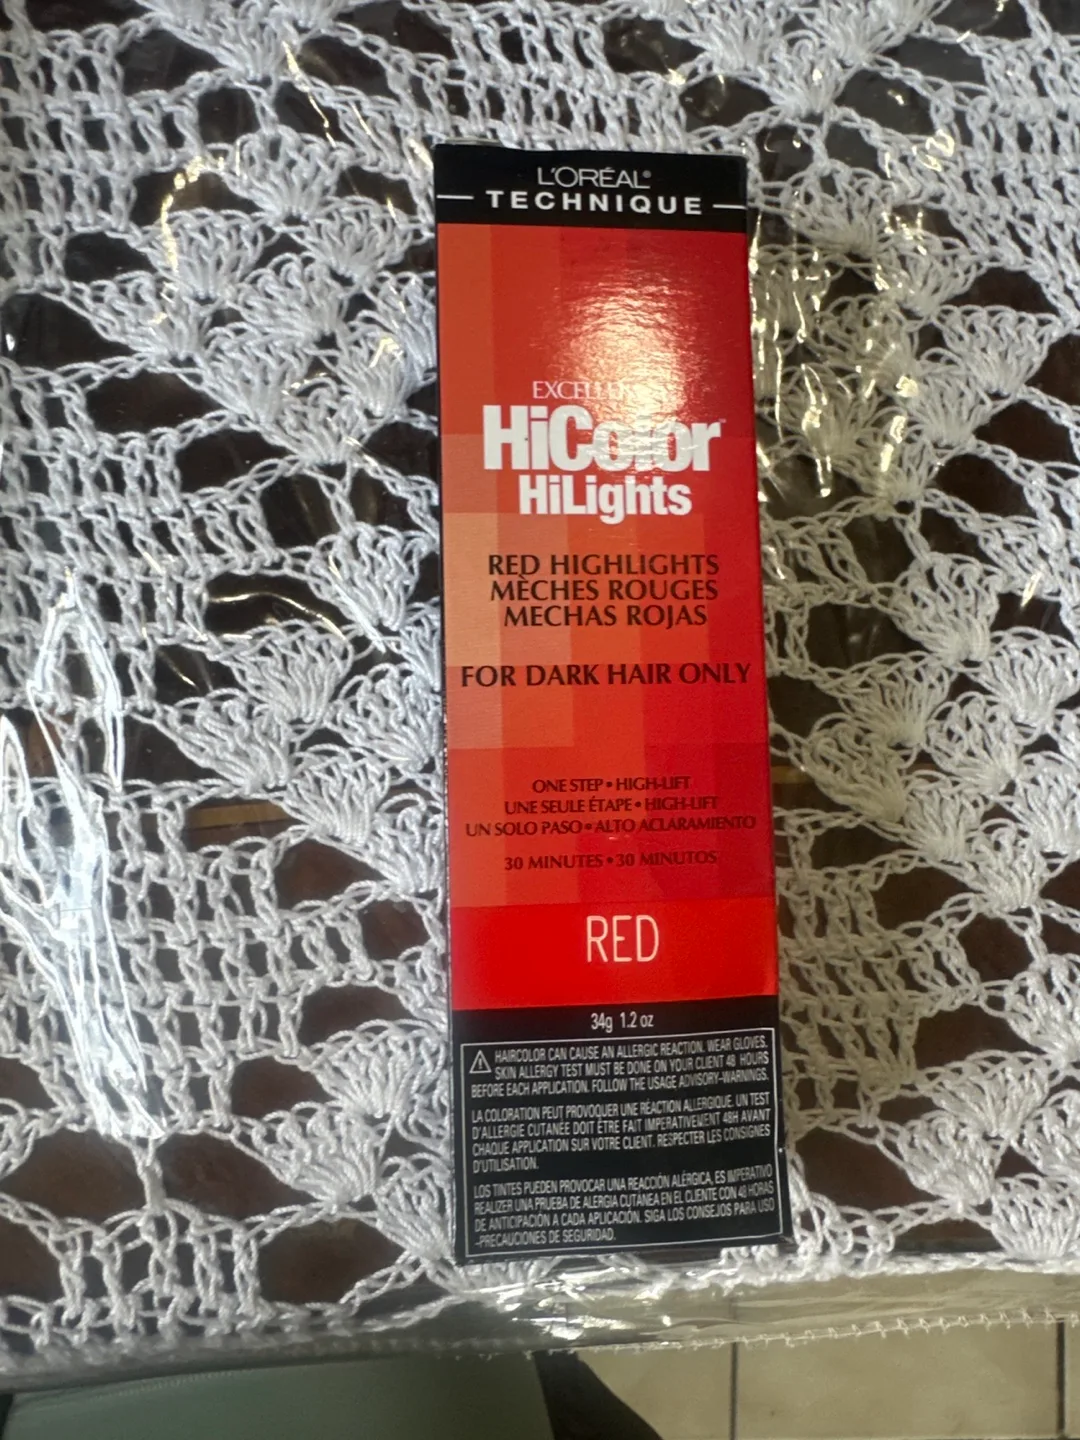 L'ORÉAL®
TECHNIQUE
HiColor™
HiLights
RED HIGHLIGHTS
MÈCHES ROUGES
MECHAS ROJAS
FOR DARK HAIR ONLY
ONE STEP • HIGH-LIFT
UNE SEULE ÉTAPE • HIGH-LIFT
UN SOLO PASO • ALTO ACLARAMIENTO
30 MINUTES • 30 MINUTOS
RED
34g 1.2 oz
HAIRCOLOR CAN CAUSE AN ALLERGIC REACTION. WEAR GLOVES.
SKIN ALLERGY TEST MUST BE DONE ON YOUR CLIENT 48 HOURS
BEFORE EACH APPLICATION. FOLLOW THE USAGE ADVISORY-WARNINGS.
LA COLORATION PEUT PROVOQUER UNE RÉACTION ALLERGIQUE, UN TEST
D'ALLERGIE CUTANÉE DOIT ÊTRE FAIT IMPERATIVEMENT 48H AVANT
CHAQUE APPLICATION SUR VOTRE CLIENT. RESPECTER LES CONSIGNES
D'UTILISATION.
LOS TINTES PUEDEN PROVOCAR UNA REACCIÓN ALÉRGICA, ES IMPERATIVO
REALIZER UNA PRUEBA DE ALERGIA CUTÁNEA EN EL CLIENTE CON 48 HORAS
DE ANTICIPACIÓN A CADA APLICACIÓN. SIGA LOS CONSEJOS PARA USO
-PRECAUCIONES DE SEGURIDAD.